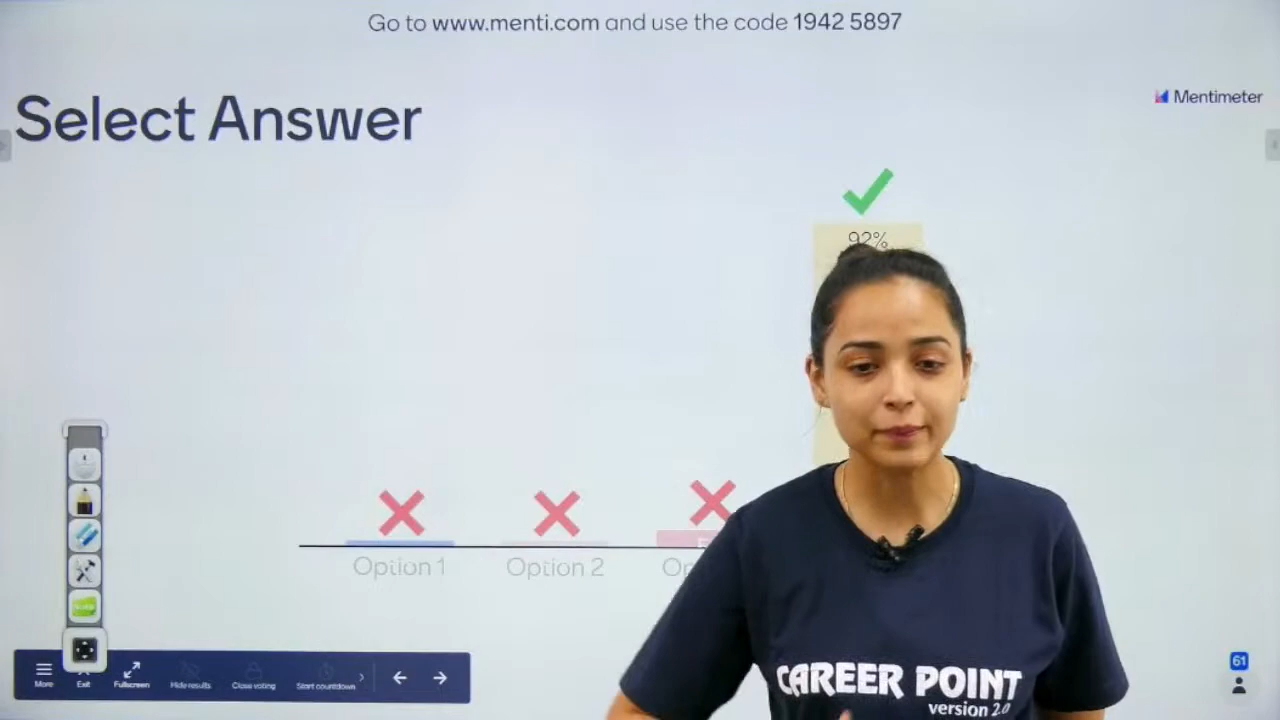 Go to www.menti.com and use the code 1942 5897
Mentimeter
Select Answer
92%
Option 1
Option 2
Op
More
Exit
Fullscreen
Hide results
Close voting
Start countdown
61
CAREER POINT
version 2.0